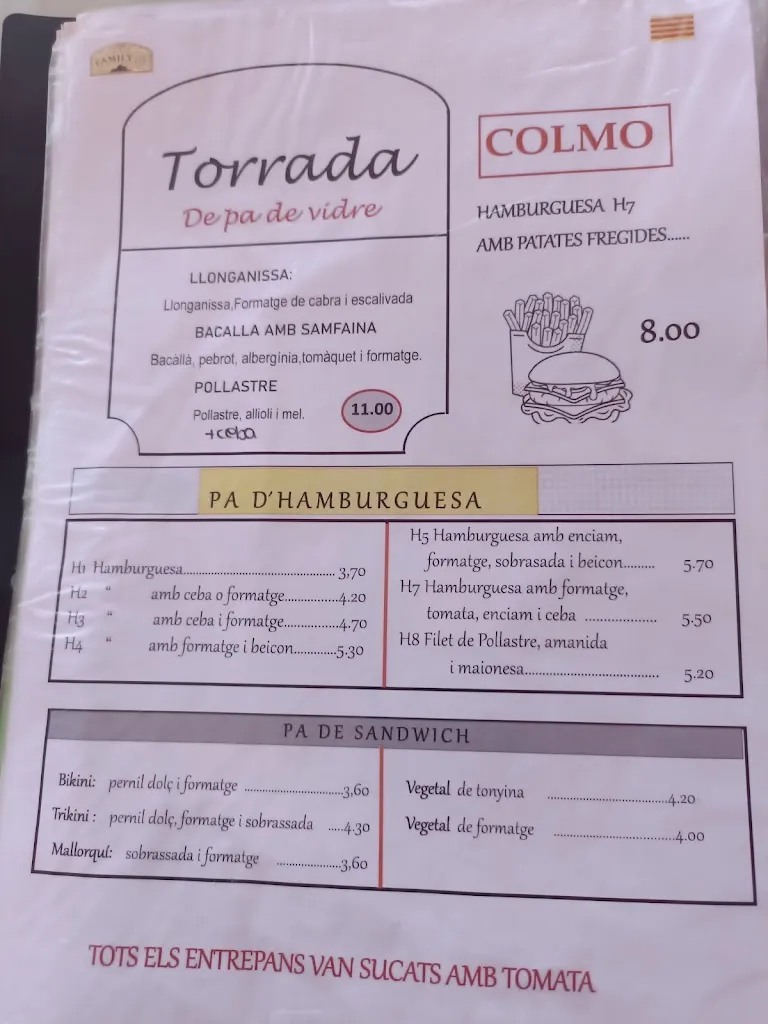 FAMILY
Torrada
De pa de vidre
LLONGANISSA:
Llonganissa,Formatge de cabra i escalivada
BACALLA AMB SAMFAINA
Bacallà, pebrot, albergínia,tomàquet i formatge.
POLLASTRE
Pollastre, allioli i mel.
+ceba
11.00
COLMO
HAMBURGUESA H7
AMB PATATES FREGIDES......
8.00
PA D'HAMBURGUESA
H1 Hamburguesa............................................ 3,70
H2 " amb ceba o formatge..............4.20
H3 " amb ceba i formatge..............4.70
H4 " amb formatge i beicon............5.30
H5 Hamburguesa amb enciam,
formatge, sobrasada i beicon......... 5.70
H7 Hamburguesa amb formatge,
tomata, enciam i ceba .................... 5.50
H8 Filet de Pollastre, amanida
i maionesa...................................... 5.20
PA DE SANDWICH
Bikini: pernil dolç i formatge ...........................3,60
Trikini : pernil dolç, formatge i sobrassada .....4.30
Mallorquí: sobrassada i formatge .................3,60
Vegetal de tonyina .................................4.20
Vegetal de formatge .................................4.00
TOTS ELS ENTREPANS VAN SUCATS AMB TOMATA